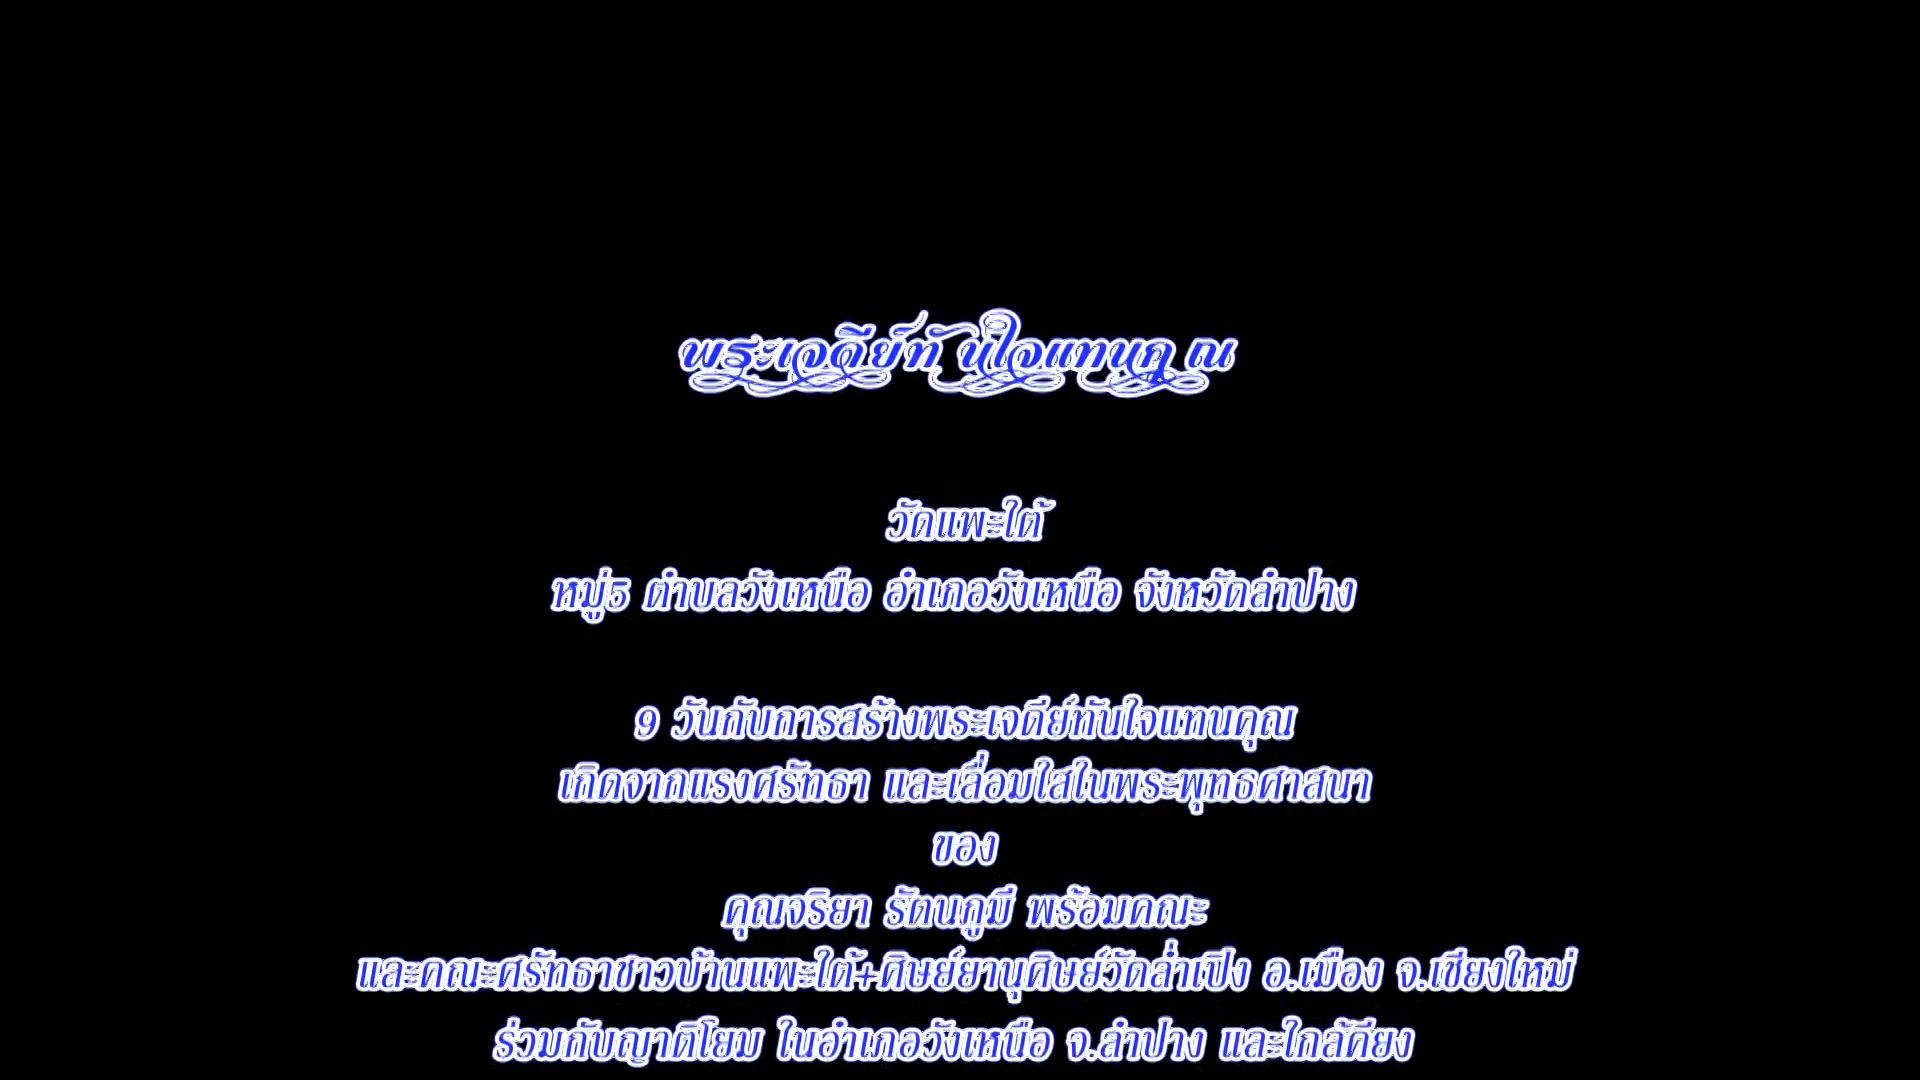 พระเจดีย์ทันใจแทนคุณ
วัดแพะใต้
หมู่5 ตำบลวังเหนือ อำเภอวังเหนือ จังหวัดลำปาง
9 วันกับการสร้างพระเจดีย์ทันใจแทนคุณ
เกิดจากแรงศรัทธา และเลื่อมใสในพระพุทธศาสนา
ของ
คุณจริยา รัตนภูมี พร้อมคณะ
และคณะศรัทธาชาวบ้านแพะใต้+ศิษย์ยานุศิษย์วัดล่ำเปิง อ.เมือง จ.เชียงใหม่
ร่วมกับญาติโยม ในอำเภอวังเหนือ จ.ลำปาง และใกล้คียง